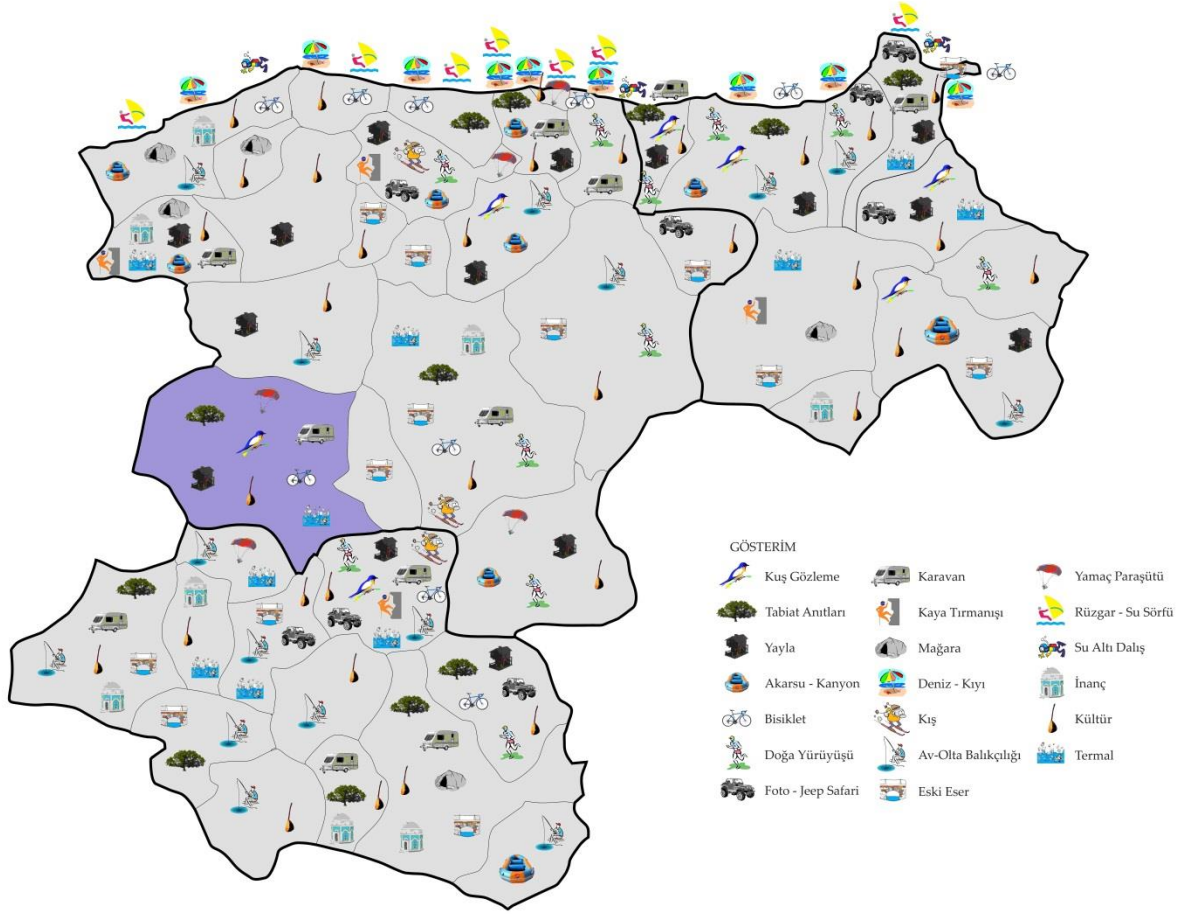 GÖSTERİM
Kuş Gözleme
Tabiat Anıtları
Yayla
Akarsu - Kanyon
Bisiklet
Doğa Yürüyüşü
Foto - Jeep Safari
Karavan
Kaya Tırmanışı
Mağara
Deniz - Kıyı
Kış
Av-Olta Balıkçılığı
Eski Eser
Yamaç Paraşütü
Rüzgar - Su Sörfü
Su Altı Dalış
İnanç
Kültür
Termal